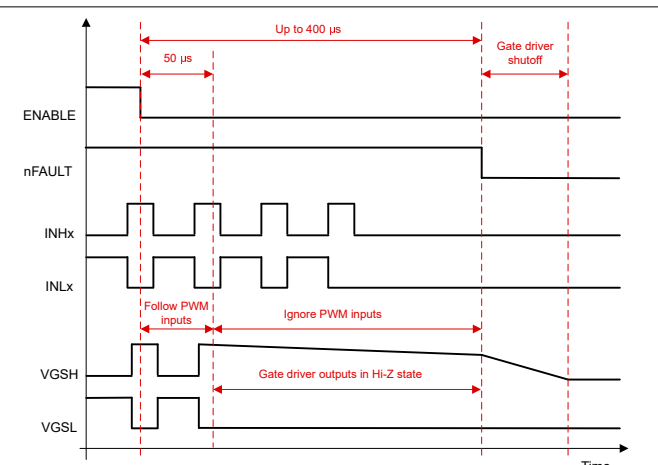 Up to 400 µs
Gate driver
shutoff
50 µs
ENABLE
nFAULT
INHx
INLx
Follow PWM
inputs
Ignore PWM inputs
VGSH
Gate driver outputs in Hi-Z state
VGSL
Time